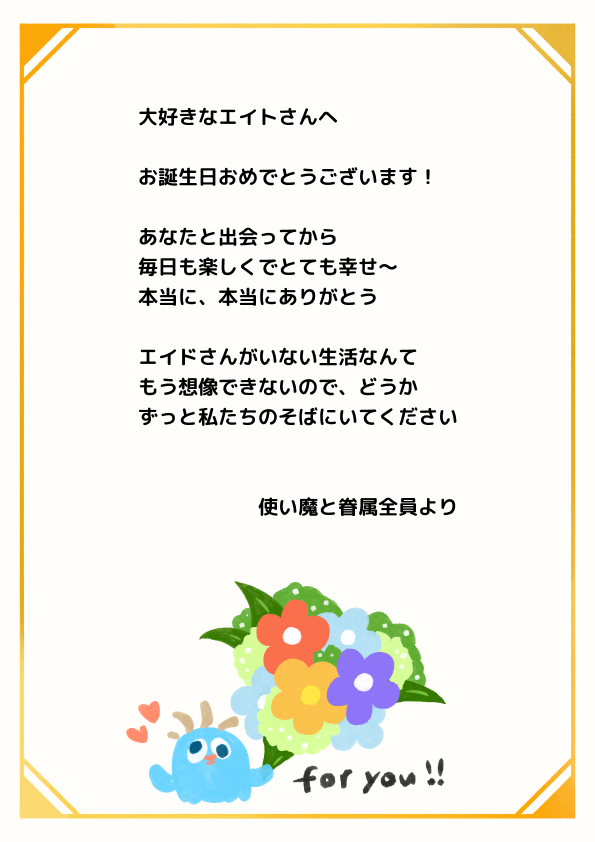 大好きなエイトさんへ
お誕生日おめでとうございます！
あなたと出会ってから
毎日も楽しくでとても幸せ～
本当に、本当にありがとう
エイドさんがいない生活なんて
もう想像できないので、どうか
ずっと私たちのそばにいてください
使い魔と眷属全員より
for you!!